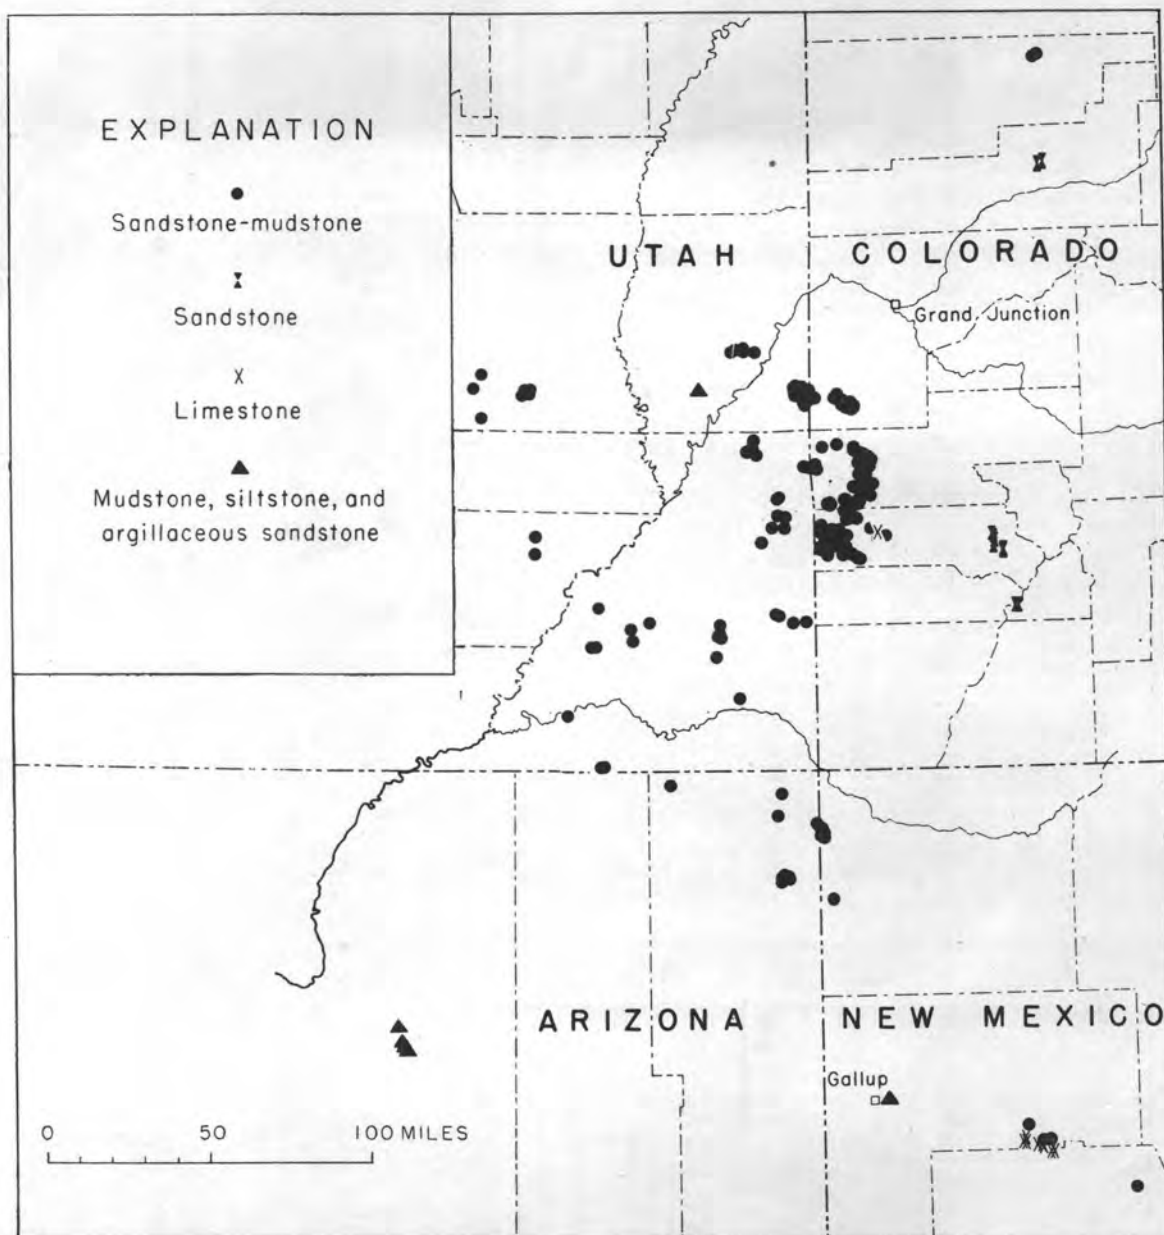 EXPLANATION
Sandstone-mudstone
Sandstone
Limestone
Mudstone, siltstone, and
argillaceous sandstone
UTAH
COLORADO
Grand Junction
ARIZONA
NEW MEXICO
Gallup
0 50 100 MILES